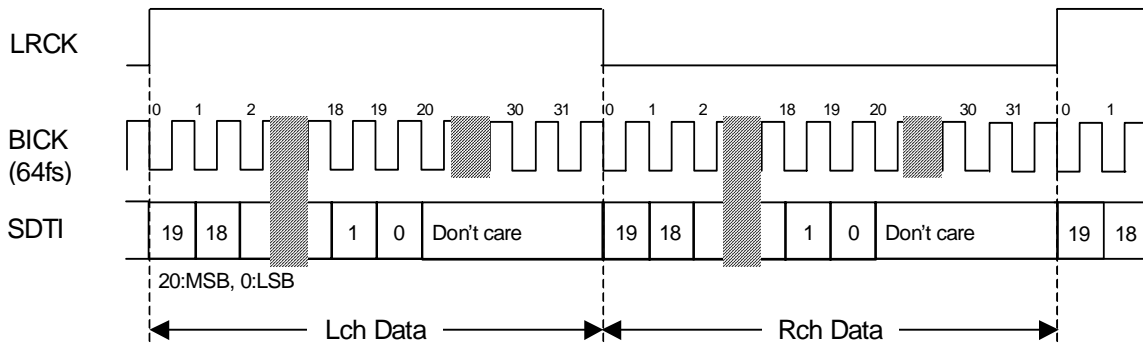 LRCK
0 1 2 18 19 20 30 31 0 1 2 18 19 20 30 31 0 1
BICK
(64fs)
SDTI 19 18 1 0 Don't care 19 18 1 0 Don't care 19 18
20:MSB, 0:LSB
Lch Data Rch Data